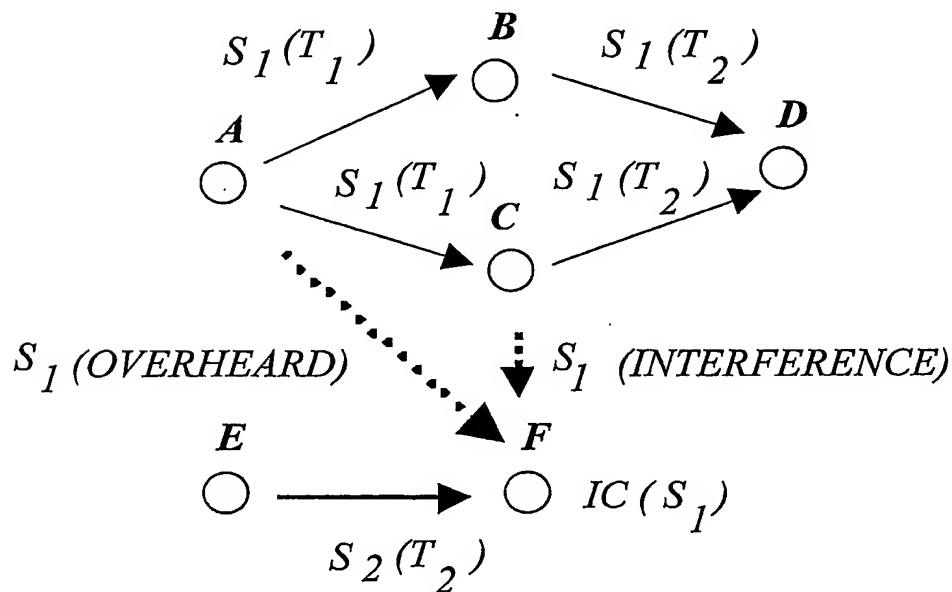 B
S1(T1)
S1(T2)
A
D
S1(T1)
S1(T2)
C
S1 (OVERHEARD)
S1 (INTERFERENCE)
E
F
IC (S1)
S2(T2)